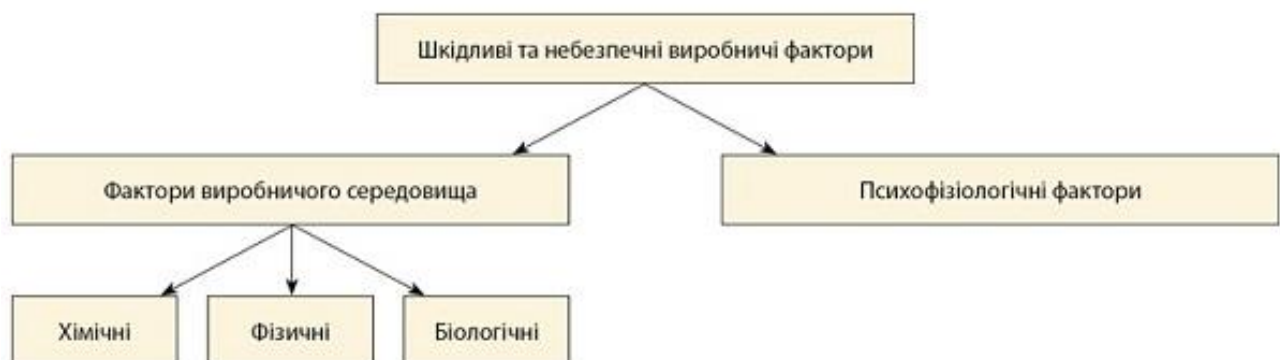 Шкідливі та небезпечні виробничі фактори
Фактори виробничого середовища
Психофізіологічні фактори
Хімічні
Фізичні
Біологічні